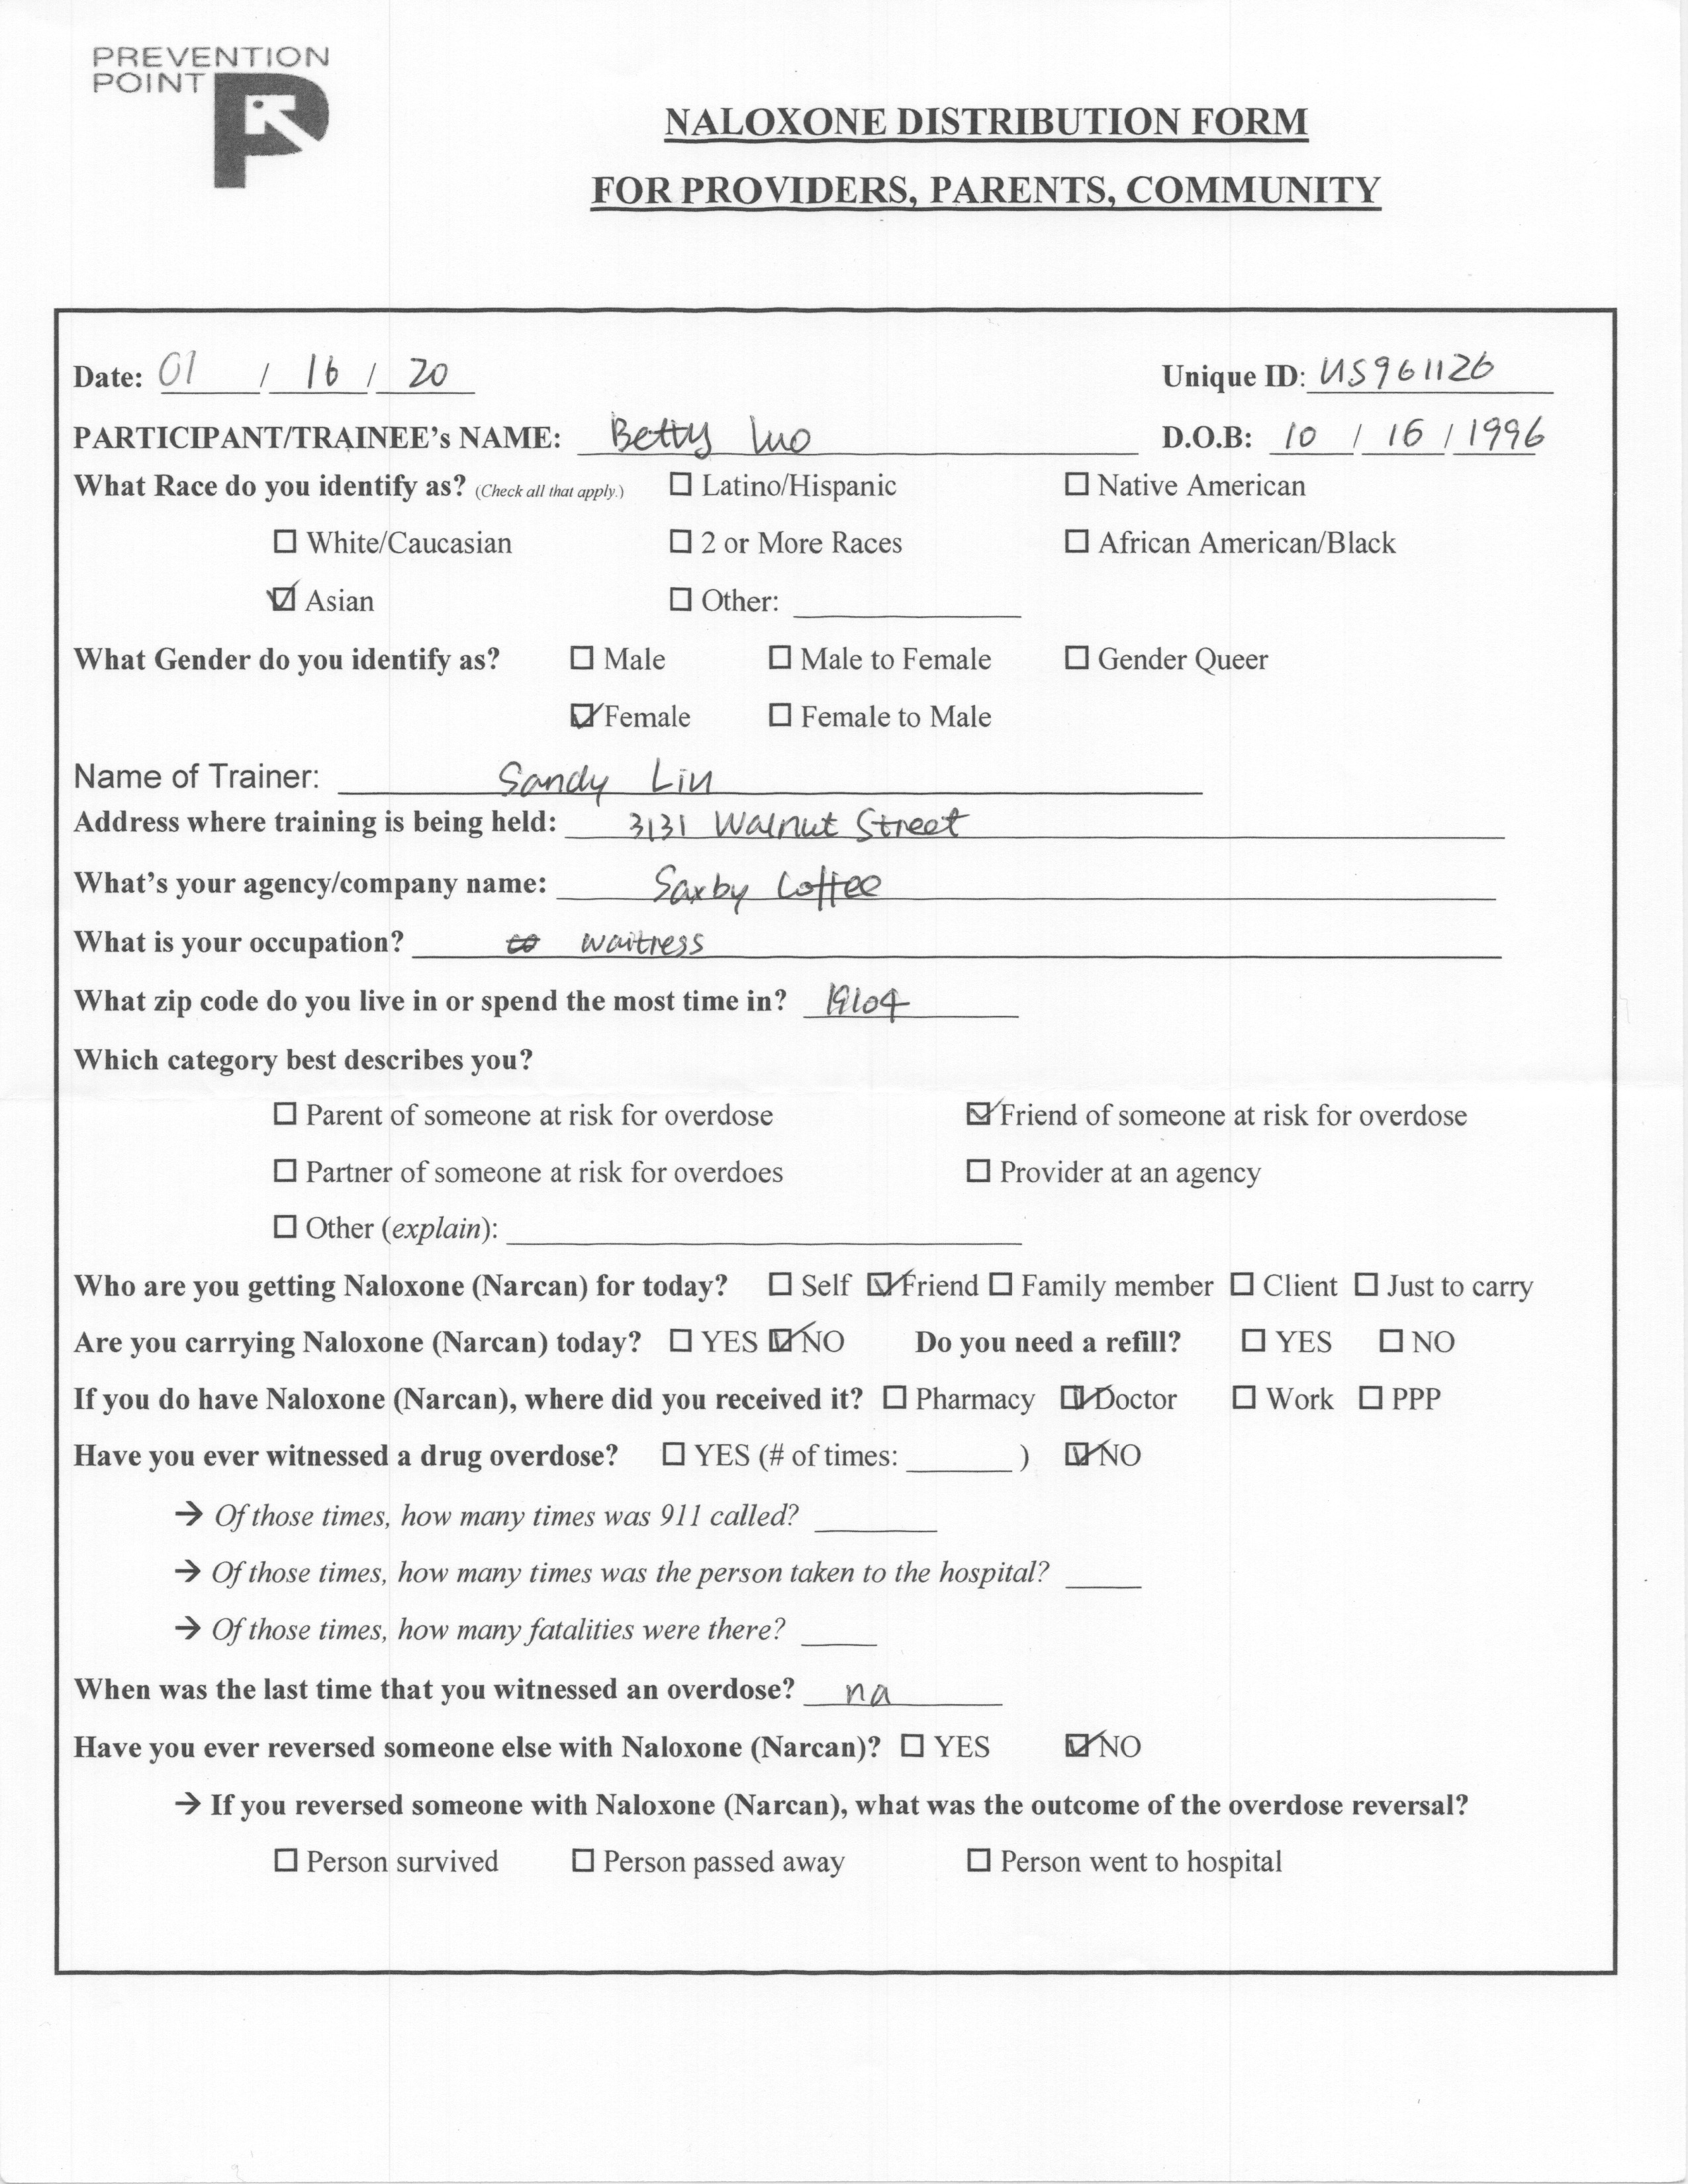 PREVENTION
POINT
NALOXONE DISTRIBUTION FORM
FOR PROVIDERS, PARENTS, COMMUNITY
Date: 01 / 16 / 20 Unique ID: US961126
PARTICIPANT/TRAINEE's NAME: Betty Luo D.O.B: 10 / 16 / 1996
What Race do you identify as? (Check all that apply.) ☐ Latino/Hispanic ☐ Native American
☐ White/Caucasian ☐ 2 or More Races ☐ African American/Black
☑ Asian ☐ Other:
What Gender do you identify as? ☐ Male ☐ Male to Female ☐ Gender Queer
☑ Female ☐ Female to Male
Name of Trainer: Sandy Lin
Address where training is being held: 3131 Walnut Street
What's your agency/company name: Saxby Coffee
What is your occupation? waitress
What zip code do you live in or spend the most time in? 19104
Which category best describes you?
☐ Parent of someone at risk for overdose ☑ Friend of someone at risk for overdose
☐ Partner of someone at risk for overdoes ☐ Provider at an agency
☐ Other (explain):
Who are you getting Naloxone (Narcan) for today? ☐ Self ☑ Friend ☐ Family member ☐ Client ☐ Just to carry
Are you carrying Naloxone (Narcan) today? ☐ YES ☑ NO Do you need a refill? ☐ YES ☐ NO
If you do have Naloxone (Narcan), where did you received it? ☐ Pharmacy ☑ Doctor ☐ Work ☐ PPP
Have you ever witnessed a drug overdose? ☐ YES (# of times: ) ☑ NO
→ Of those times, how many times was 911 called?
→ Of those times, how many times was the person taken to the hospital?
→ Of those times, how many fatalities were there?
When was the last time that you witnessed an overdose? na
Have you ever reversed someone else with Naloxone (Narcan)? ☐ YES ☑ NO
→ If you reversed someone with Naloxone (Narcan), what was the outcome of the overdose reversal?
☐ Person survived ☐ Person passed away ☐ Person went to hospital